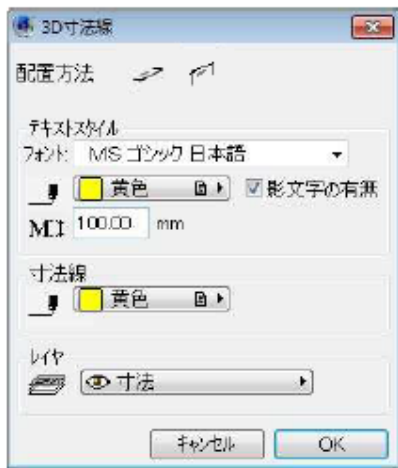 3D寸法線
配置方法
テキストスタイル
フォント: MS ゴシック 日本語
黄色 影文字の有無
100.00 mm
寸法線
黄色
レイヤ
寸法
キャンセル OK